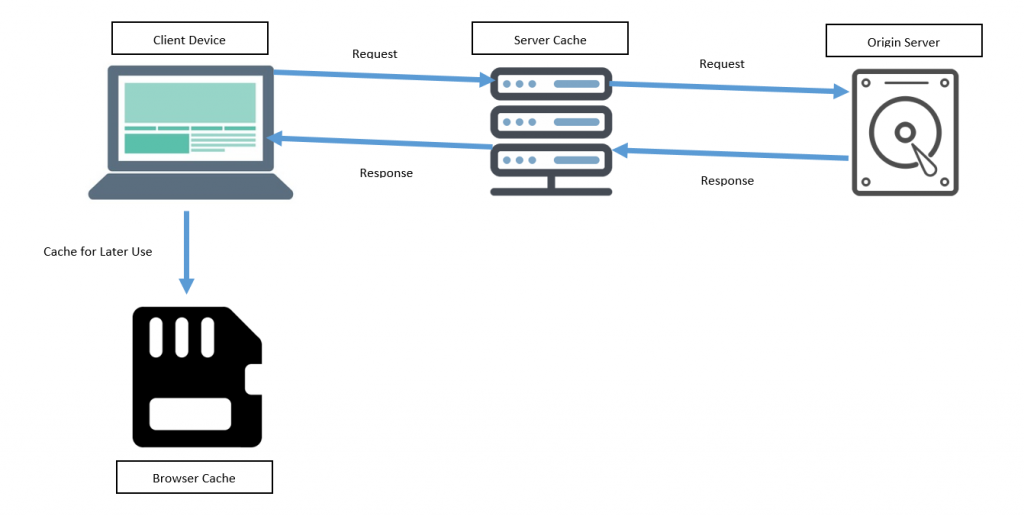 Client Device
Server Cache
Origin Server
Request
Request
Response
Response
Cache for Later Use
Browser Cache